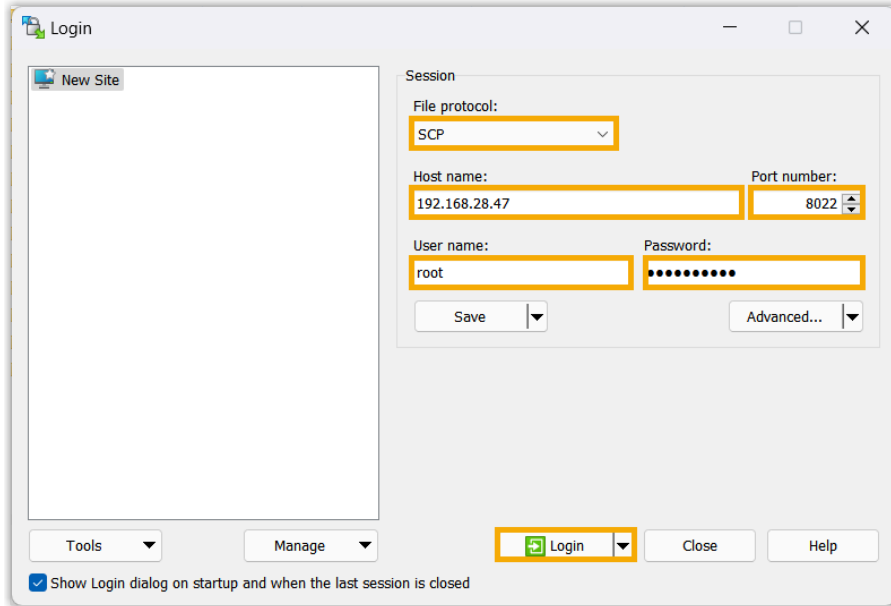 Login
New Site
Session
File protocol:
SCP
Host name:
Port number:
192.168.28.47
8022
User name:
Password:
root
●●●●●●●●●●
Save
Advanced...
Tools
Manage
Login
Close
Help
Show Login dialog on startup and when the last session is closed